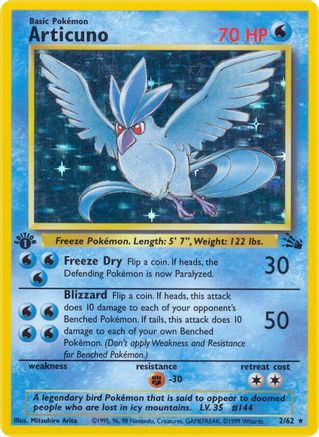 Basic Pokémon
Articuno 70 HP
EDITION
1
Freeze Pokémon. Length: 5' 7", Weight: 122 lbs.
Freeze Dry Flip a coin. If heads, the
Defending Pokémon is now Paralyzed.
30
Blizzard Flip a coin. If heads, this attack
does 10 damage to each of your opponent's
Benched Pokémon. If tails, this attack does
10 damage to each of your own Benched
Pokémon. (Don't apply Weakness and Resistance
for Benched Pokémon.)
50
weakness resistance retreat cost
-30
A legendary bird Pokémon that is said to appear to doomed
people who are lost in icy mountains. LV. 35 #144
Illus. Mitsuhiro Arita ©1995, 96, 98 Nintendo, Creatures, GAMEFREAK. ©1999 Wizards. 2/62 ★